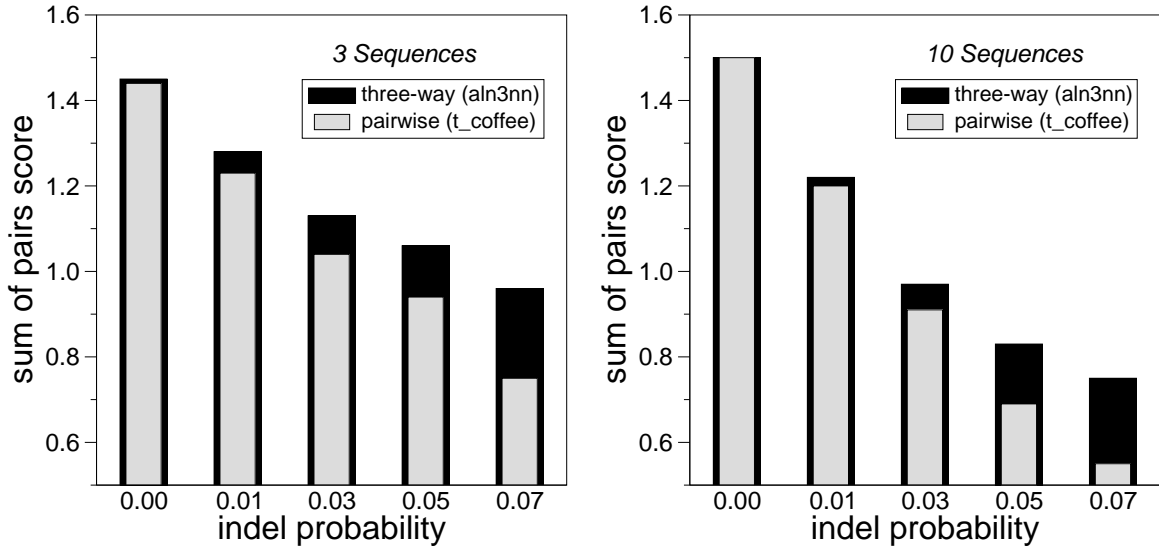 1.6
3 Sequences
three-way (aln3nn)
pairwise (t_coffee)
1.4
1.2
1.0
0.8
0.6
sum of pairs score
0.00 0.01 0.03 0.05 0.07
indel probability
1.6
10 Sequences
three-way (aln3nn)
pairwise (t_coffee)
1.4
1.2
1.0
0.8
0.6
sum of pairs score
0.00 0.01 0.03 0.05 0.07
indel probability